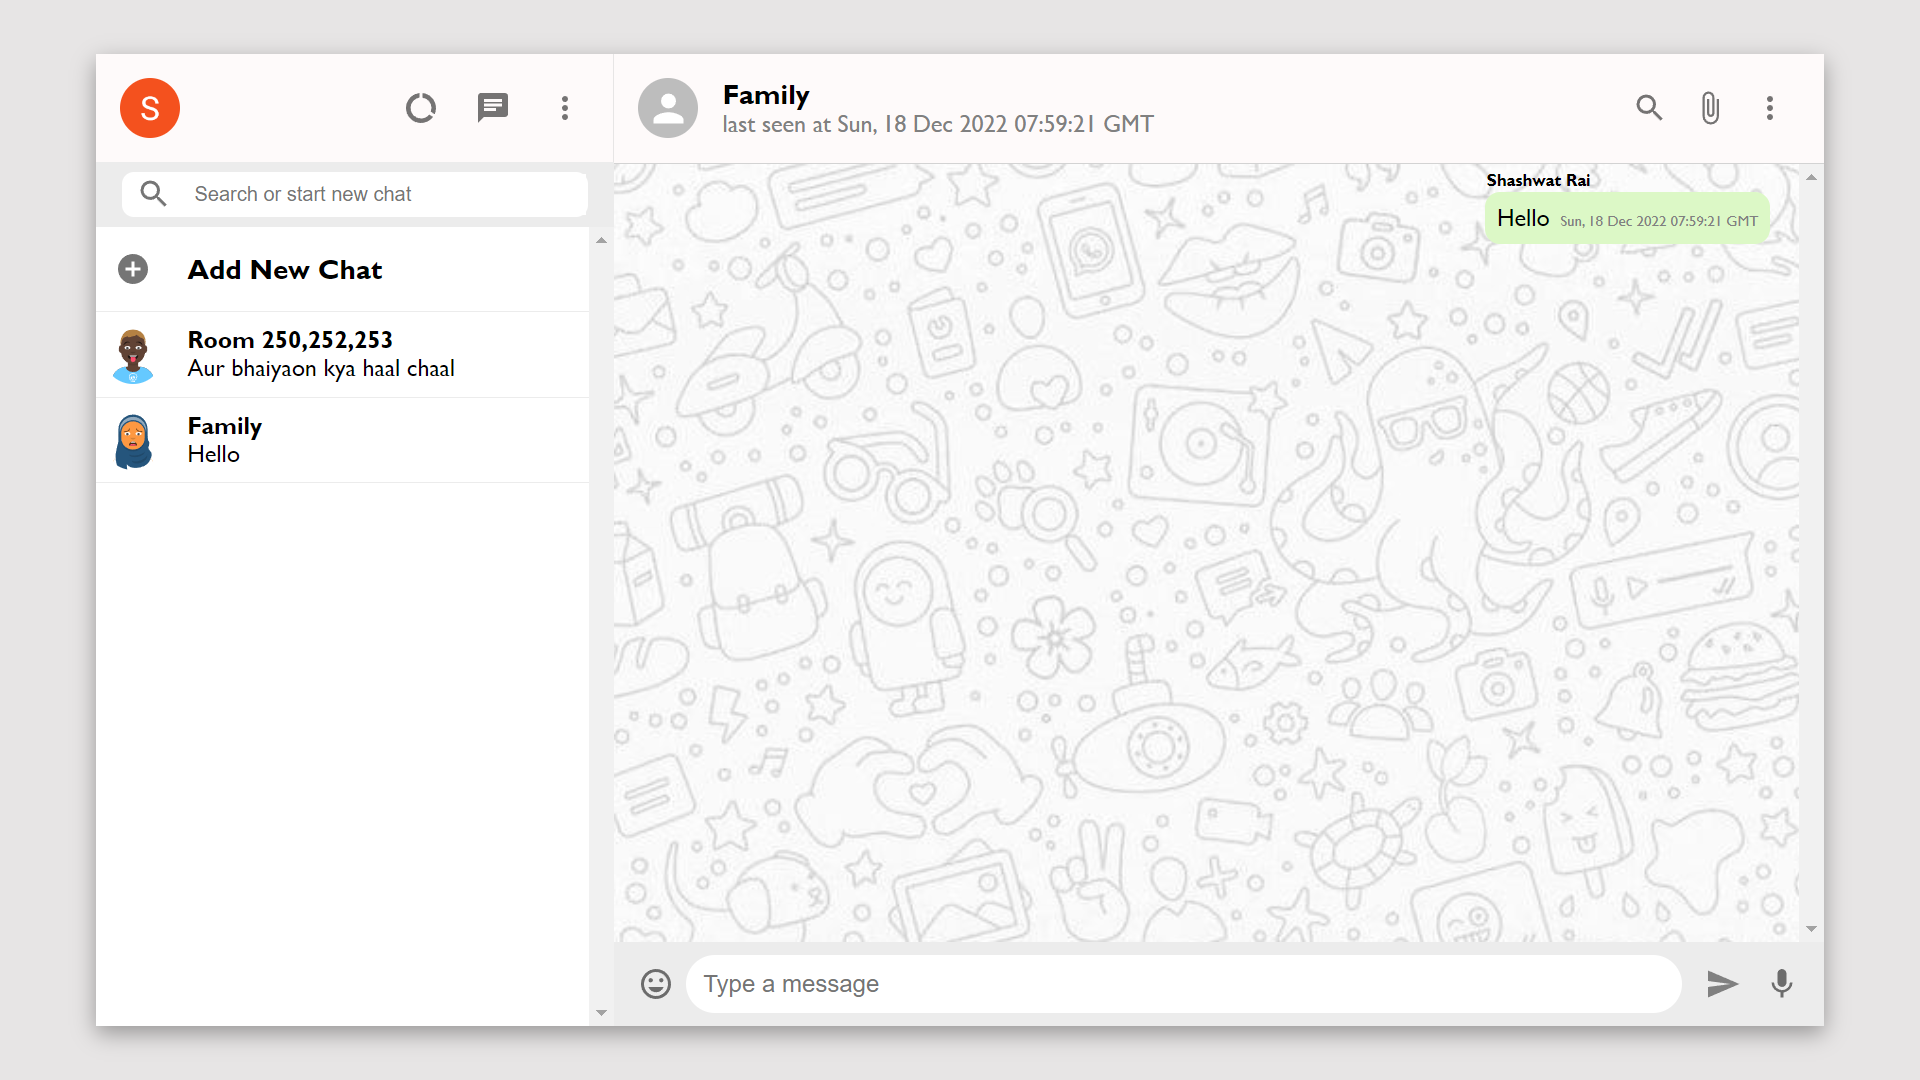 S
Search or start new chat
Add New Chat
Room 250,252,253
Aur bhaiyaon kya haal chaal
Family
Hello
Family
last seen at Sun, 18 Dec 2022 07:59:21 GMT
Shashwat Rai
Hello Sun, 18 Dec 2022 07:59:21 GMT
Type a message